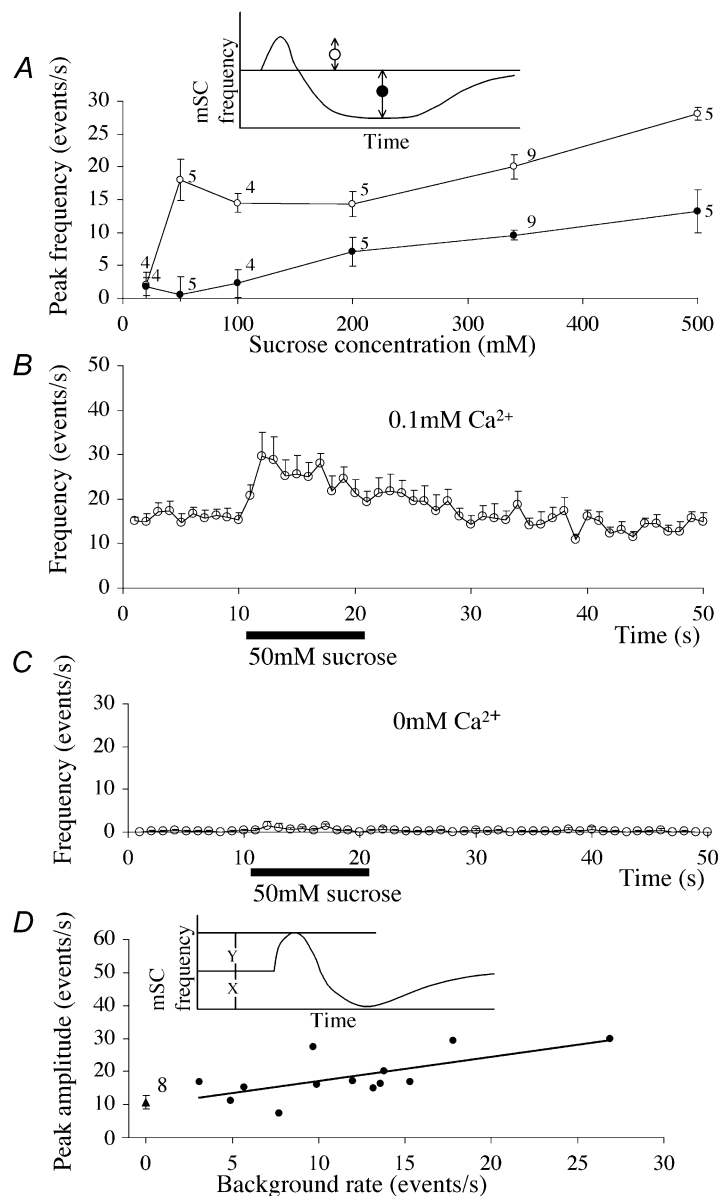 A
mSC
frequency
Time
Peak frequency (events/s)
30
25
20
15
10
5
0
4
4
5
4
5
9
5
5
4
5
9
5
0
100
200
300
400
500
Sucrose concentration (mM)
B
Frequency (events/s)
50
40
30
20
10
0
0.1mM Ca²⁺
0
10
20
30
40
50
Time (s)
50mM sucrose
C
Frequency (events/s)
30
20
10
0
0mM Ca²⁺
0
10
20
30
40
50
Time (s)
50mM sucrose
D
mSC
frequency
Y
X
Time
Peak amplitude (events/s)
60
50
40
30
20
10
0
8
0
5
10
15
20
25
30
Background rate (events/s)